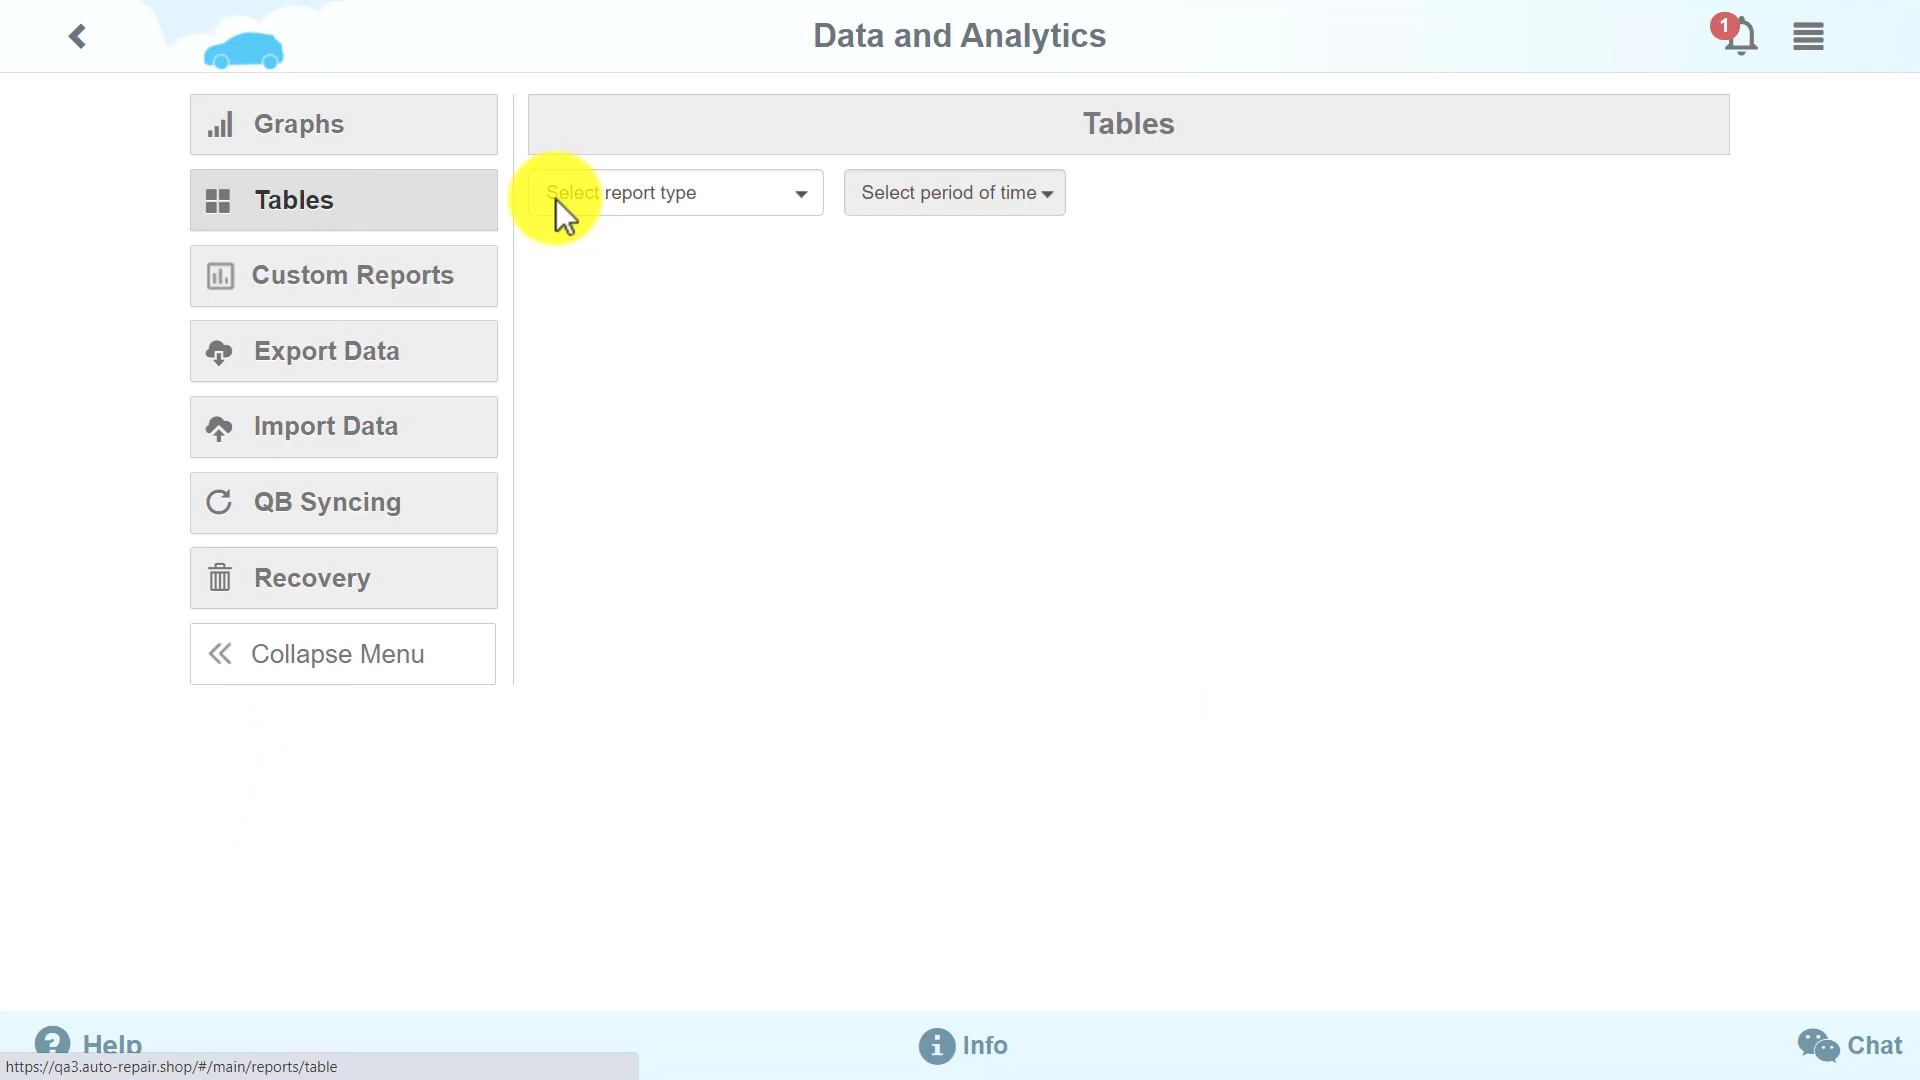 Data and Analytics
1
Graphs
Tables
Custom Reports
Export Data
Import Data
QB Syncing
Recovery
Collapse Menu
Tables
Select report type
Select period of time
Help
Info
Chat
https://qa3.auto-repair.shop/#/main/reports/table